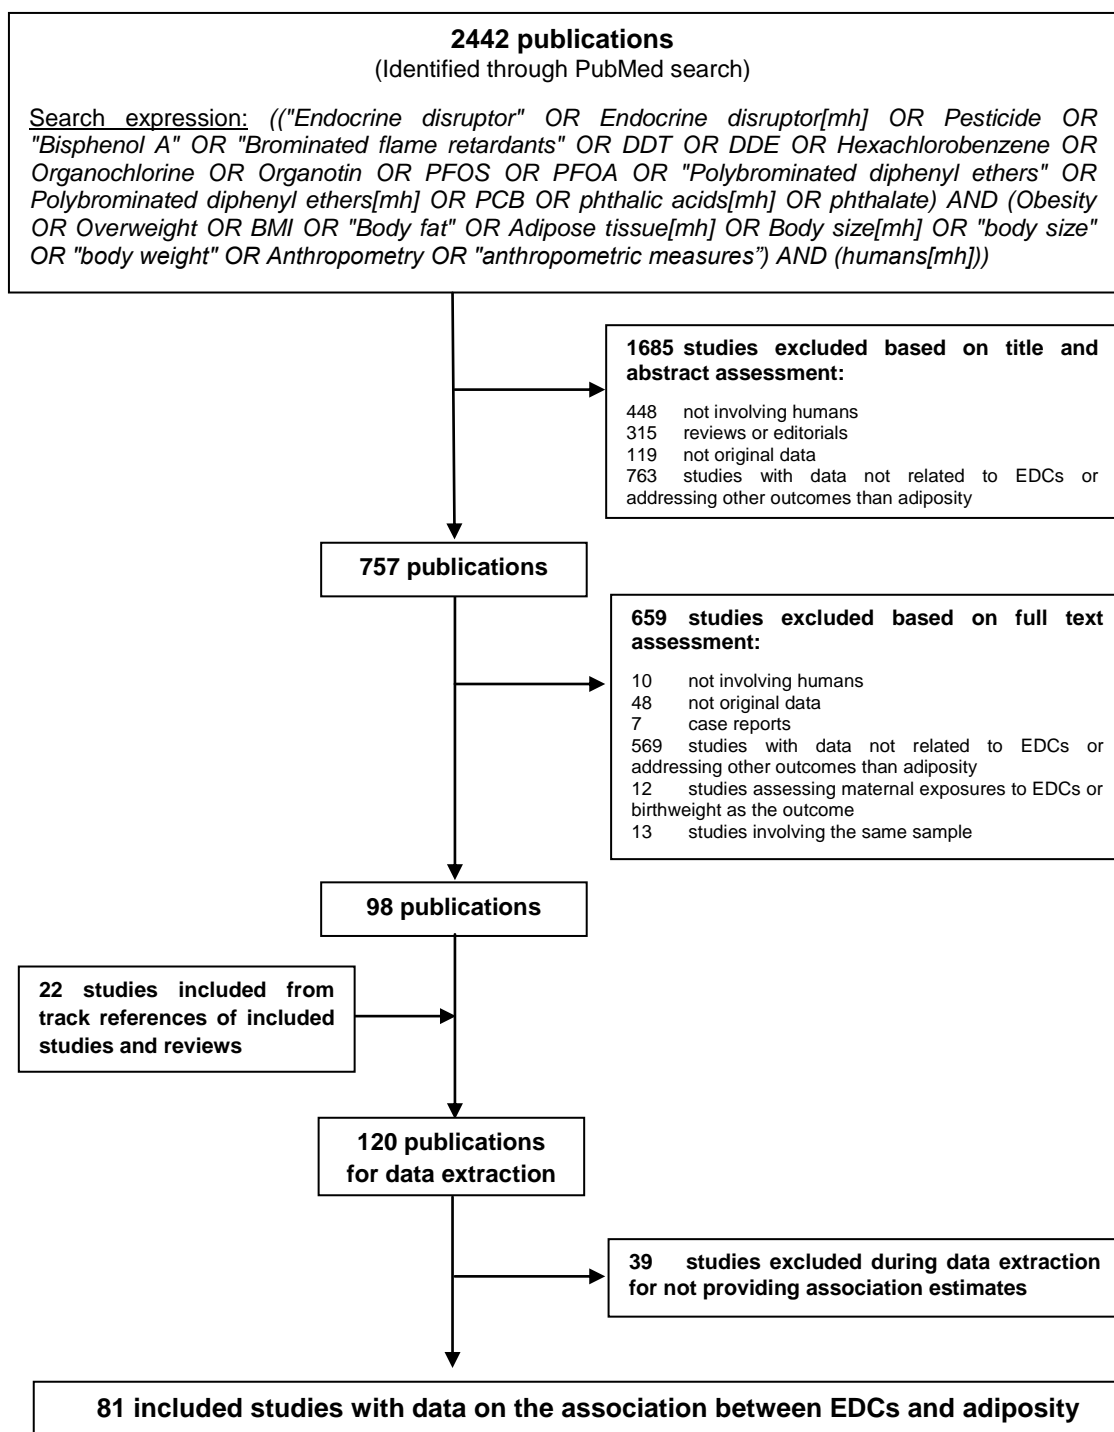 2442 publications
(Identified through PubMed search)
Search expression: (("Endocrine disruptor" OR Endocrine disruptor[mh] OR Pesticide OR
"Bisphenol A" OR "Brominated flame retardants" OR DDT OR DDE OR Hexachlorobenzene OR
Organochlorine OR Organotin OR PFOS OR PFOA OR "Polybrominated diphenyl ethers" OR
Polybrominated diphenyl ethers[mh] OR PCB OR phthalic acids[mh] OR phthalate) AND (Obesity
OR Overweight OR BMI OR "Body fat" OR Adipose tissue[mh] OR Body size[mh] OR "body size"
OR "body weight" OR Anthropometry OR "anthropometric measures”) AND (humans[mh]))
1685 studies excluded based on title and
abstract assessment:
448 not involving humans
315 reviews or editorials
119 not original data
763 studies with data not related to EDCs or
addressing other outcomes than adiposity
757 publications
659 studies excluded based on full text
assessment:
10 not involving humans
48 not original data
7 case reports
569 studies with data not related to EDCs or
addressing other outcomes than adiposity
12 studies assessing maternal exposures to EDCs or
birthweight as the outcome
13 studies involving the same sample
98 publications
22 studies included from
track references of included
studies and reviews
120 publications
for data extraction
39 studies excluded during data extraction
for not providing association estimates
81 included studies with data on the association between EDCs and adiposity